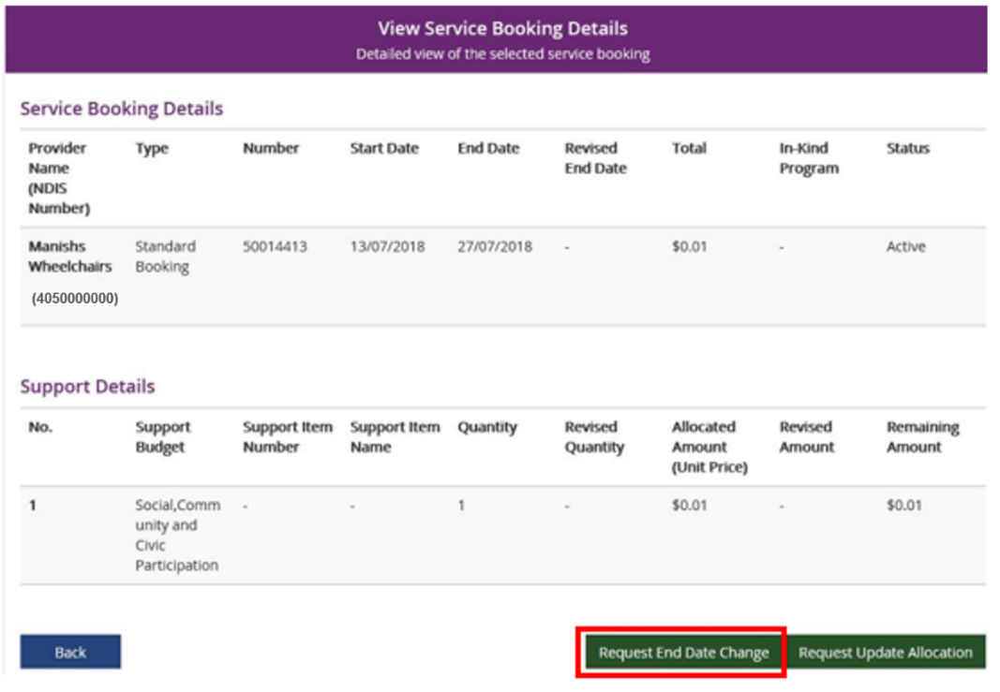 View Service Booking Details
Detailed view of the selected service booking
Service Booking Details
Provider Name (NDIS Number) Type Number Start Date End Date Revised End Date Total In-Kind Program Status
Manishs Wheelchairs (4050000000) Standard Booking 50014413 13/07/2018 27/07/2018 - $0.01 - Active
Support Details
No. Support Budget Support Item Number Support Item Name Quantity Revised Quantity Allocated Amount (Unit Price) Revised Amount Remaining Amount
1 Social,Community and Civic Participation - - 1 - $0.01 - $0.01
Back Request End Date Change Request Update Allocation